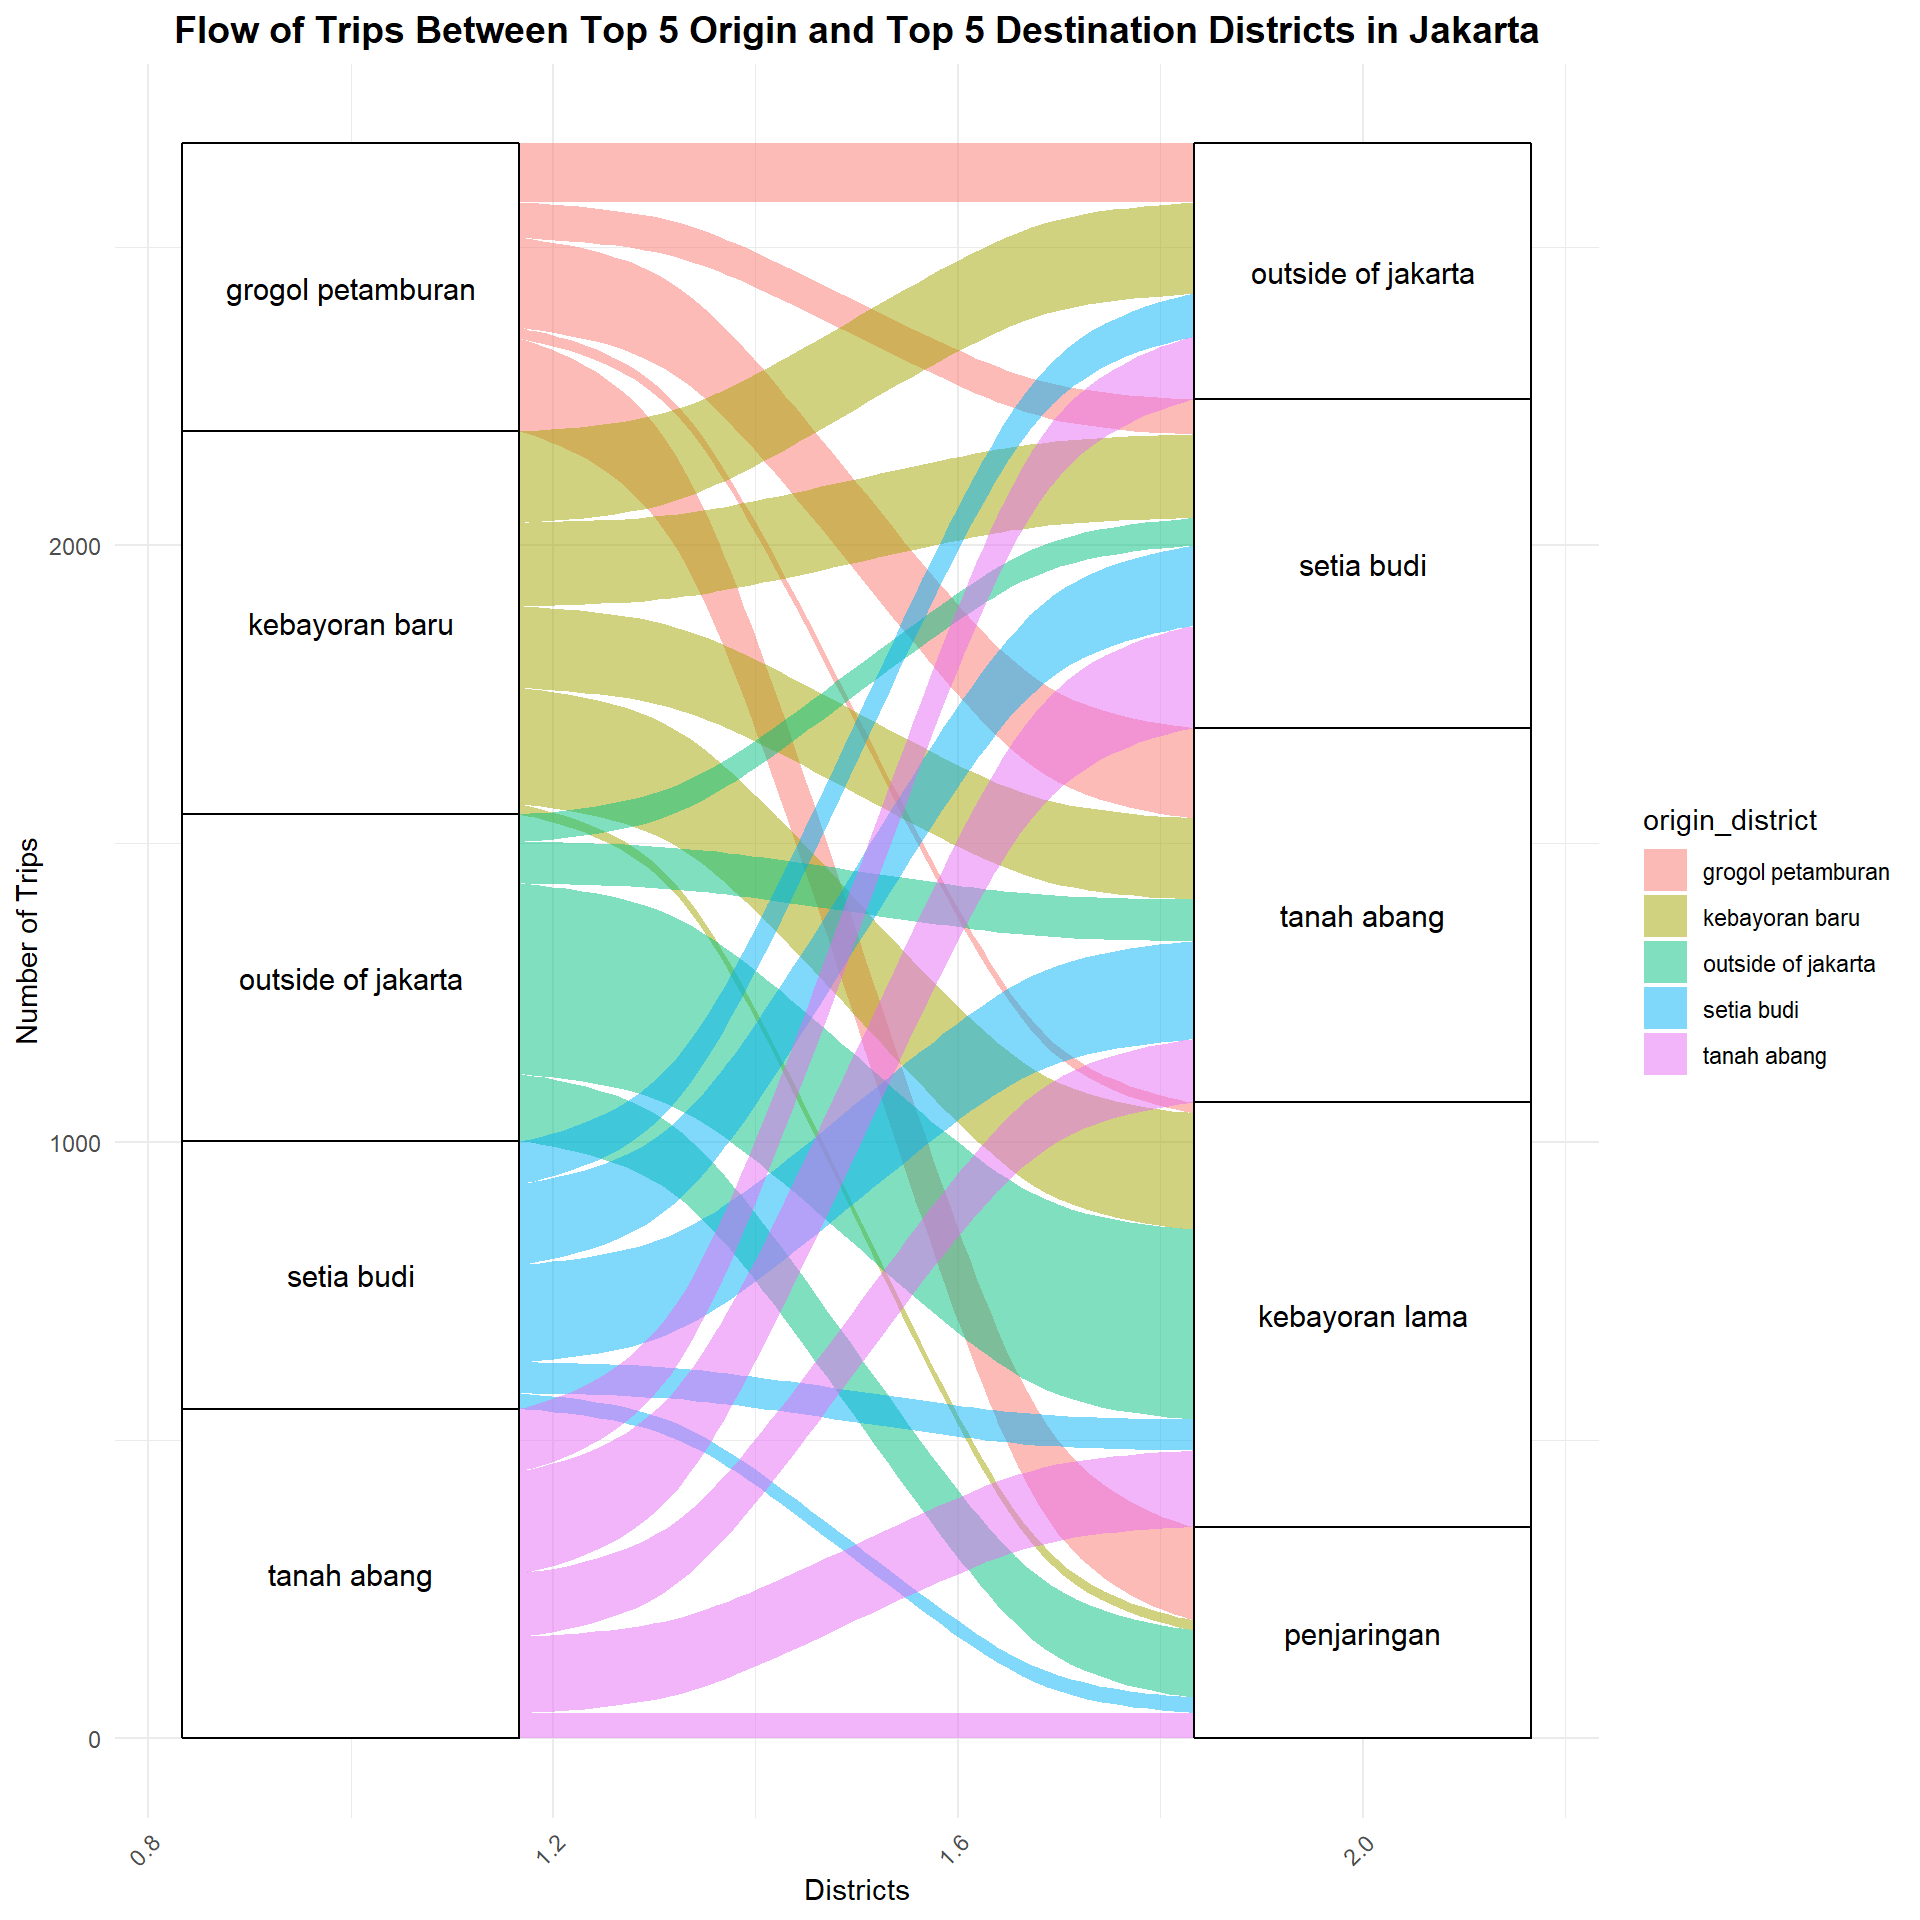 Flow of Trips Between Top 5 Origin and Top 5 Destination Districts in Jakarta
Number of Trips
2000
1000
0
grogol petamburan
kebayoran baru
outside of jakarta
setia budi
tanah abang
outside of jakarta
setia budi
tanah abang
kebayoran lama
penjaringan
0.8
1.2
1.6
2.0
Districts
origin_district
grogol petamburan
kebayoran baru
outside of jakarta
setia budi
tanah abang